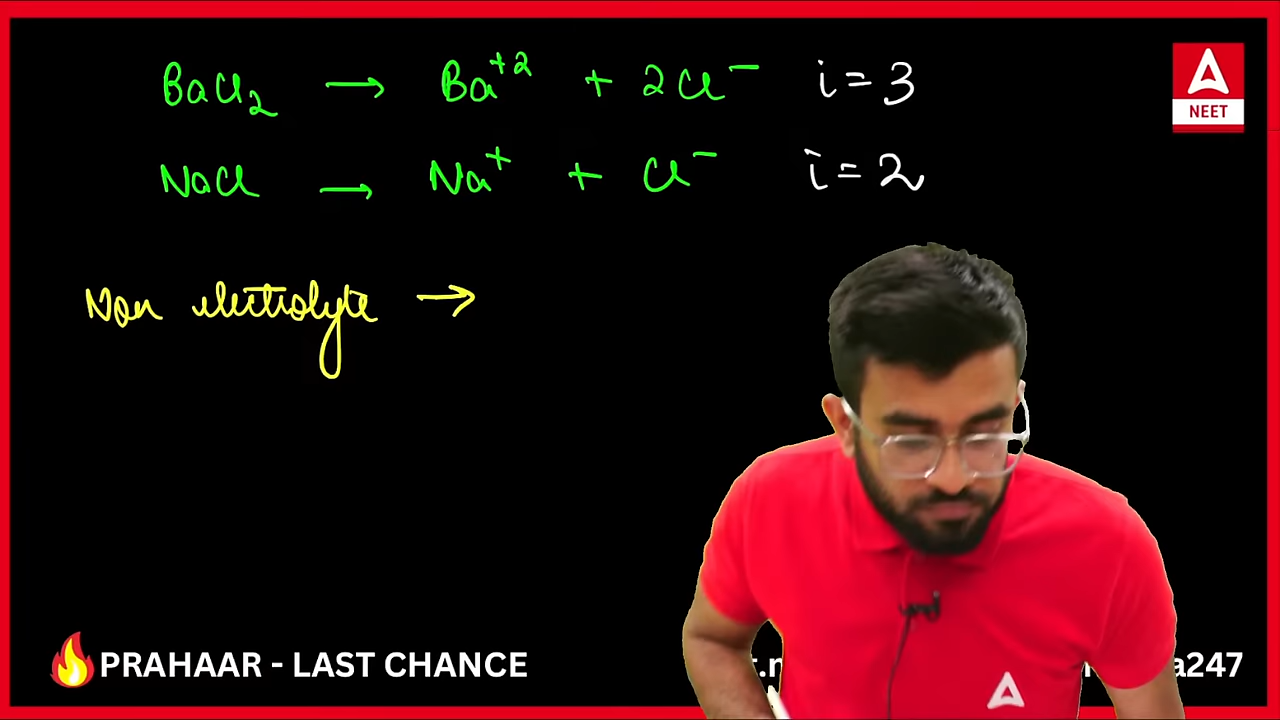 BaCl2 → Ba+2 + 2Cl− i = 3
NaCl → Na+ + Cl− i = 2
NEET
Non electrolyte →
PRAHAAR - LAST CHANCE
a247